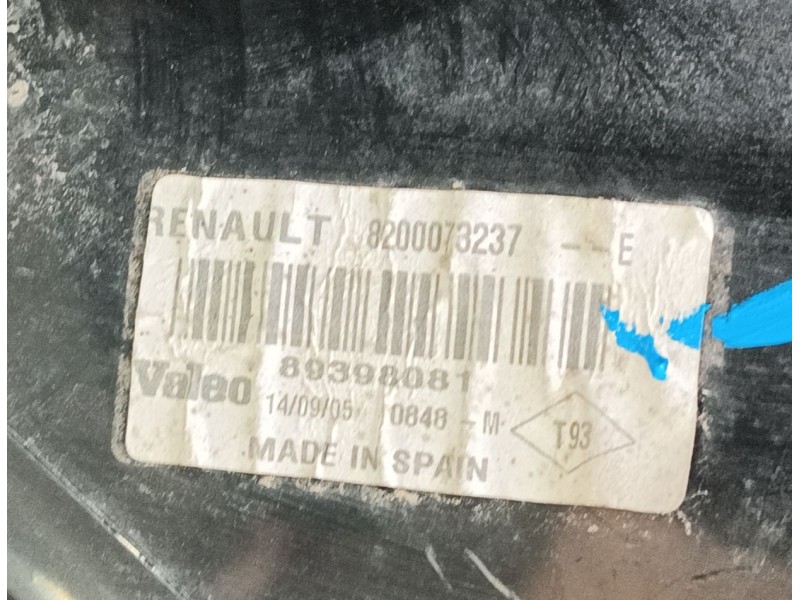 RENAULT 8200073237 --E
89398081
Valeo 14/09/05 0848 -M T93
MADE IN SPAIN